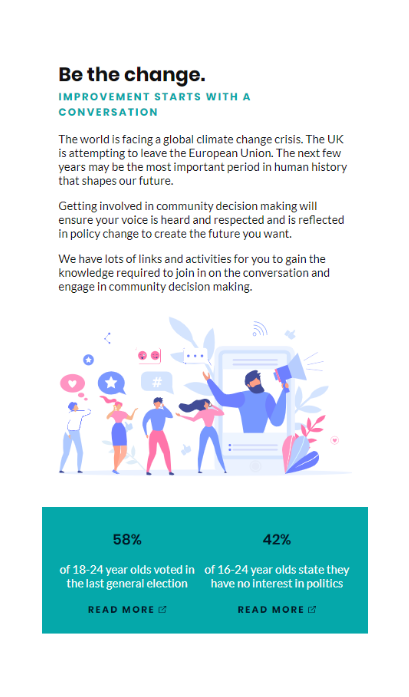 Be the change.
IMPROVEMENT STARTS WITH A
CONVERSATION
The world is facing a global climate change crisis. The UK
is attempting to leave the European Union. The next few
years may be the most important period in human history
that shapes our future.
Getting involved in community decision making will
ensure your voice is heard and respected and is reflected
in policy change to create the future you want.
We have lots of links and activities for you to gain the
knowledge required to join in on the conversation and
engage in community decision making.
#
58%
of 18-24 year olds voted in
the last general election
READ MORE
42%
of 16-24 year olds state they
have no interest in politics
READ MORE